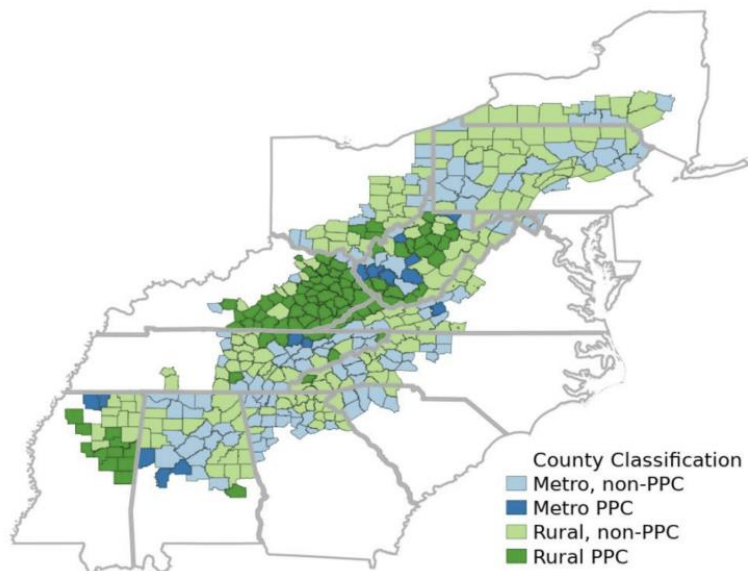 County Classification
Metro, non-PPC
Metro PPC
Rural, non-PPC
Rural PPC